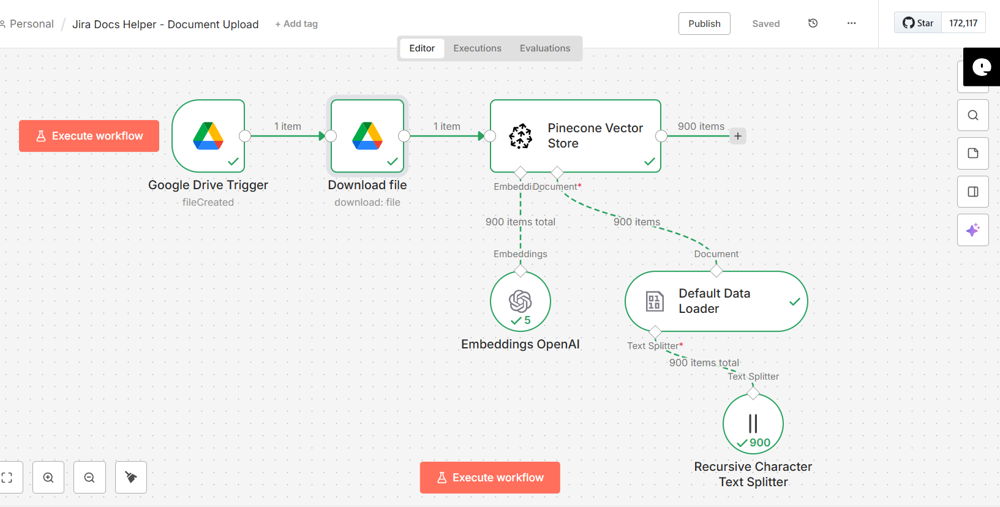 Personal / Jira Docs Helper - Document Upload + Add tag
Publish Saved ... Star 172,117
Editor Executions Evaluations
Execute workflow
1 item
1 item
Pinecone Vector
Store
900 items
+
Google Drive Trigger
fileCreated
Download file
download: file
Document*
900 items total
900 items
Embeddings
Document
5
Embeddings OpenAI
01
10
Default Data
Loader
Text Splitter*
900 items total
Text Splitter
900
Recursive Character
Text Splitter
Execute workflow